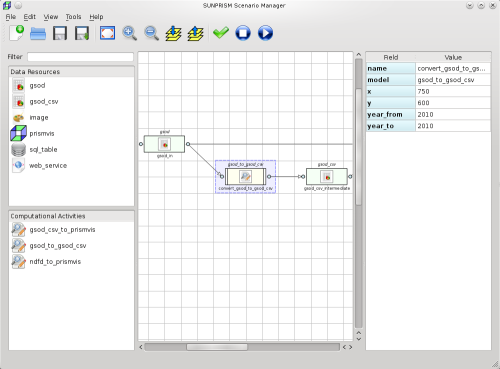 SUNPRISM Scenario Manager
File Edit View Tools Help
Filter
Data Resources
gsod
gsod_csv
image
prismvis
sql_table
web_service
Computational Activities
gsod_csv_to_prismvis
gsod_to_gsod_csv
ndfd_to_prismvis
gsod
gsod_in
gsod_to_gsod_csv
convert_gsod_to_gsod_csv
gsod_csv
gsod_csv_intermediate
Field Value
name convert_gsod_to_gs...
model gsod_to_gsod_csv
x 750
y 600
year_from 2010
year_to 2010